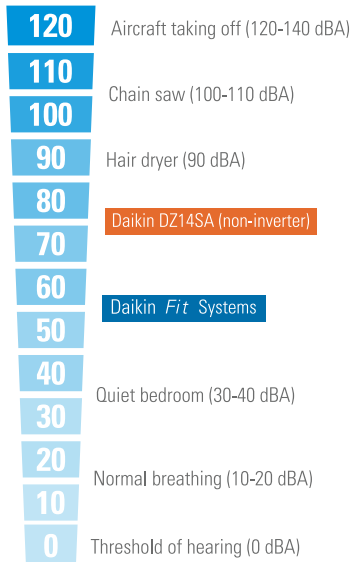 120 Aircraft taking off (120-140 dBA)
110
Chain saw (100-110 dBA)
100
90 Hair dryer (90 dBA)
80
Daikin DZ14SA (non-inverter)
70
60
Daikin Fit Systems
50
40
Quiet bedroom (30-40 dBA)
30
20
Normal breathing (10-20 dBA)
10
0 Threshold of hearing (0 dBA)